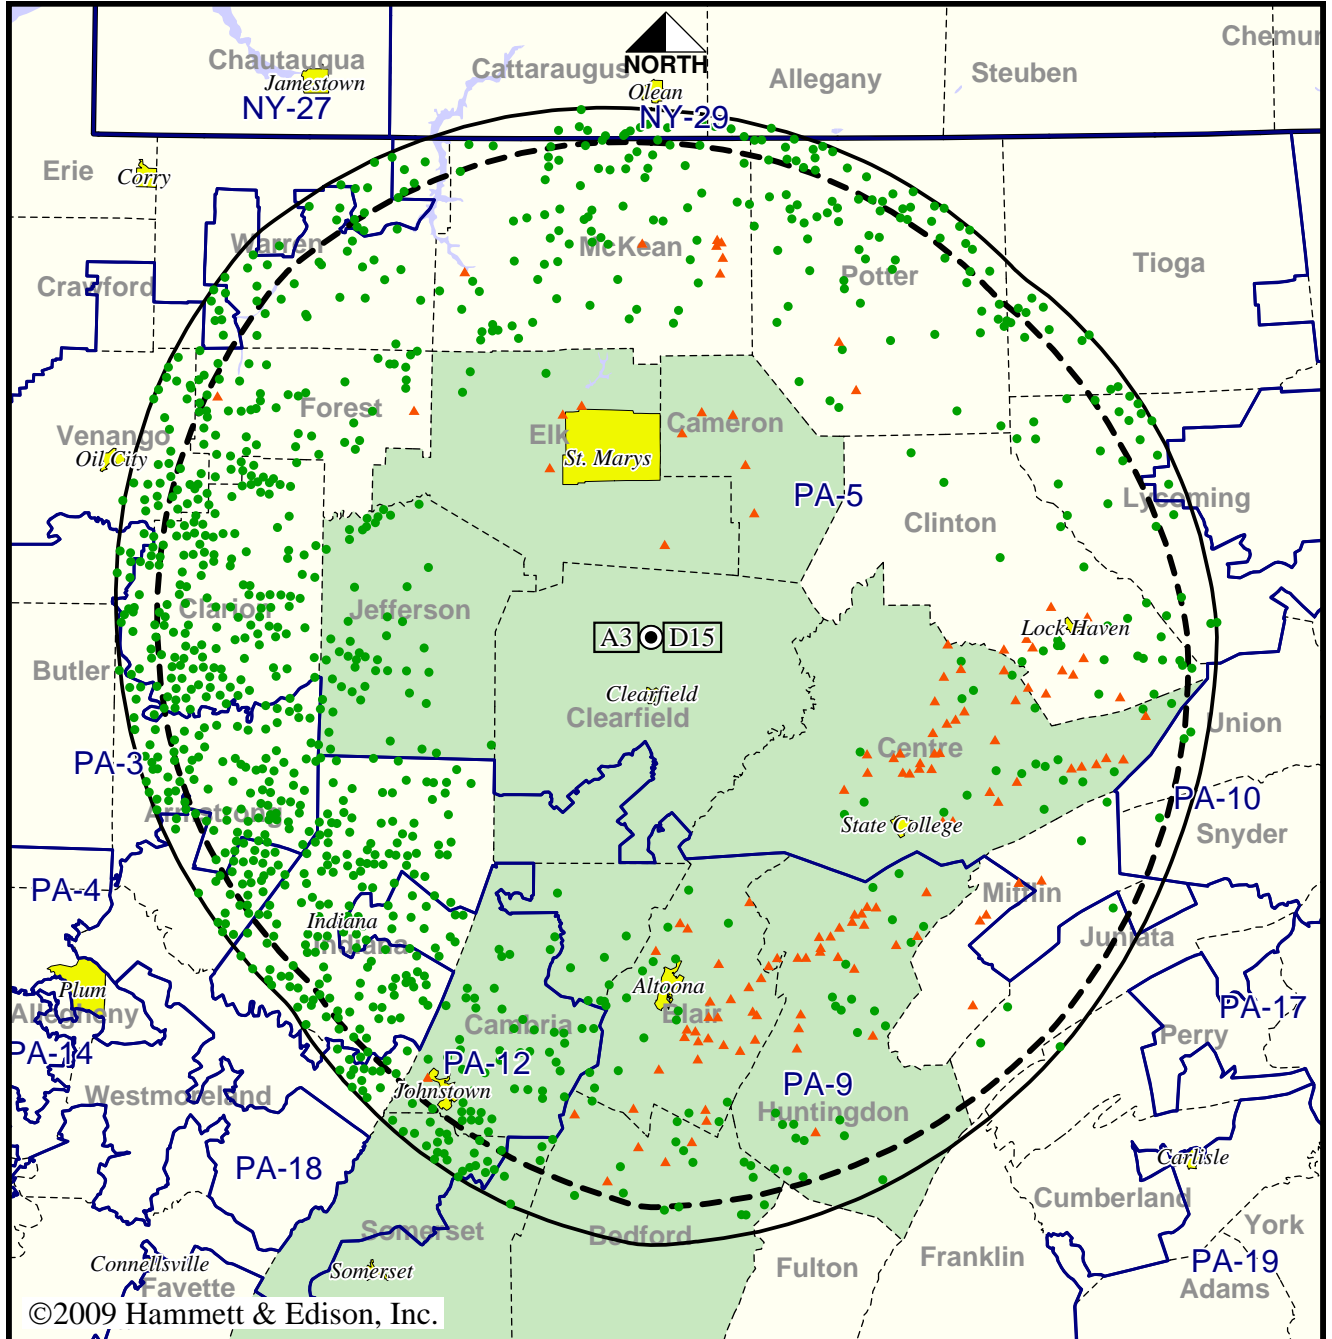 Chemur
Chautauqua
Cattaraugus
NORTH
Allegany
Steuben
Jamestown
Olean
NY-27
NY-29
Erie
Corry
Warren
McKean
Potter
Tioga
Crawford
Forest
Venango
Oil City
Elk
St. Marys
Cameron
PA-5
Lycoming
Clinton
Clarion
Jefferson
A3
D15
Lock Haven
Butler
Clearfield
Clearfield
Union
Centre
PA-3
PA-10
Armstrong
State College
Snyder
PA-4
Mifflin
Indiana
Indiana
Juniata
Plum
Altoona
Allegheny
Blair
Cambria
PA-17
Perry
PA-14
PA-12
Westmoreland
Johnstown
PA-9
Huntingdon
PA-18
Carlisle
Cumberland
Somerset
Bedford
York
Connellsville
Somerset
Fulton
Franklin
PA-19
Fayette
Adams
©2009 Hammett & Edison, Inc.